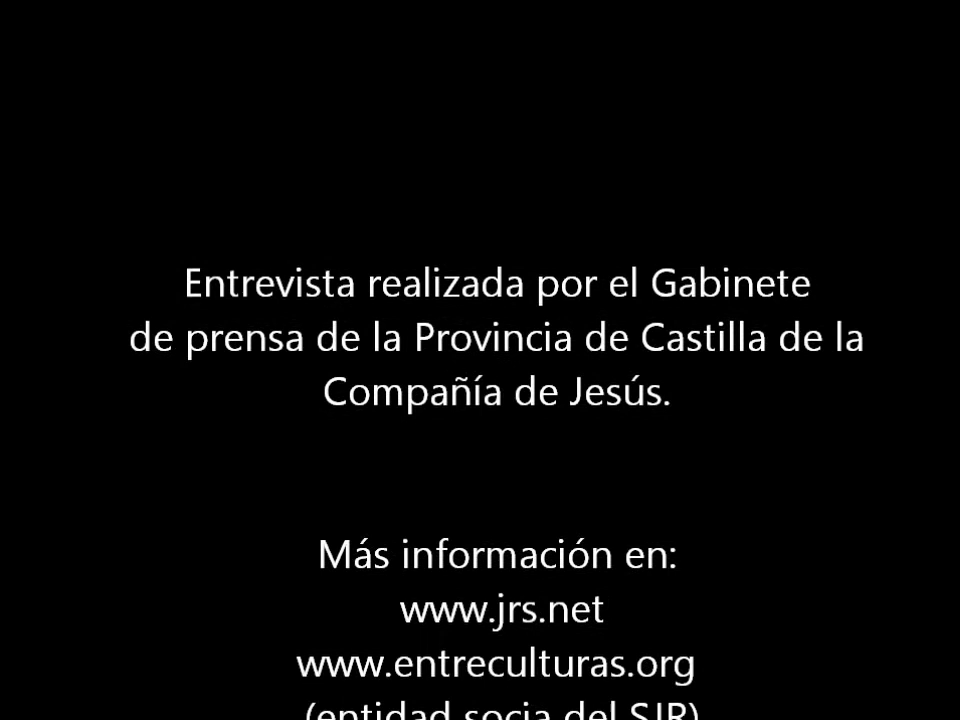 Entrevista realizada por el Gabinete
de prensa de la Provincia de Castilla de la
Compañía de Jesús.
Más información en:
www.jrs.net
www.entreculturas.org
(entidad socia del SJR)